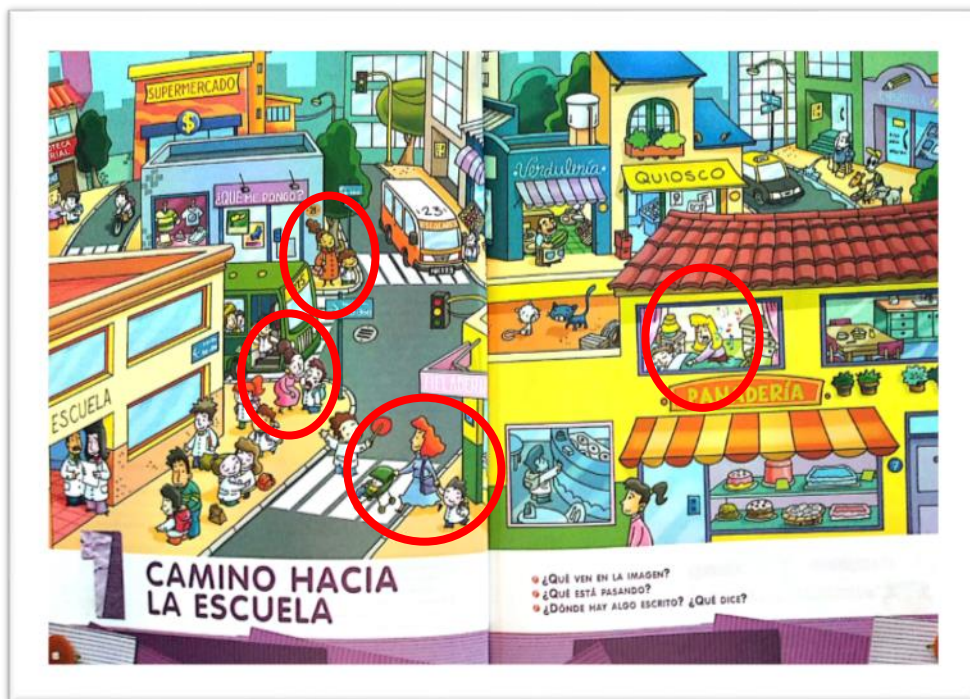 SUPERMERCADO
$
¿QUÉ ME PONGO?
·23·
ESCUELA
Verdulería
QUIOSCO
PANADERÍA
1
CAMINO HACIA
LA ESCUELA
¿QUÉ VEN EN LA IMAGEN?
¿QUÉ ESTÁ PASANDO?
¿DÓNDE HAY ALGO ESCRITO? ¿QUÉ DICE?